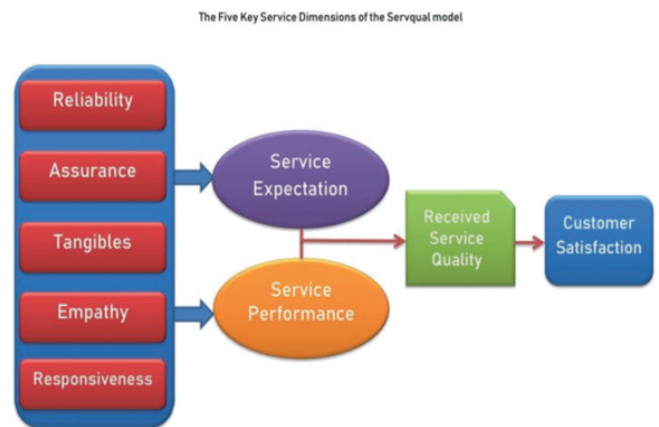 The Five Key Service Dimensions of the Servqual model
Reliability
Assurance
Tangibles
Empathy
Responsiveness
Service
Expectation
Service
Performance
Received
Service
Quality
Customer
Satisfaction